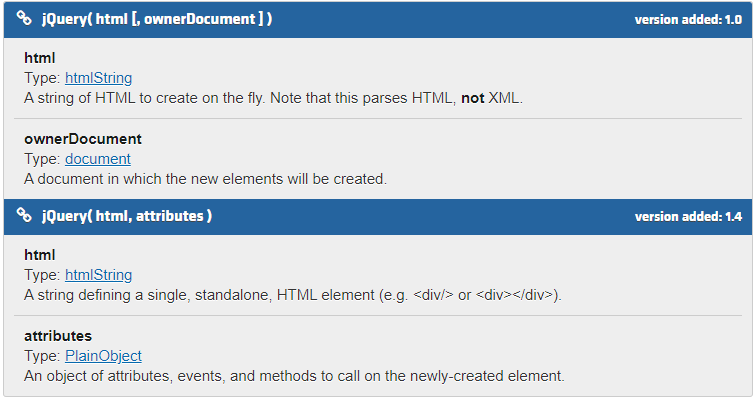 jQuery( html [, ownerDocument ] ) version added: 1.0
html
Type: htmlString
A string of HTML to create on the fly. Note that this parses HTML, not XML.
ownerDocument
Type: document
A document in which the new elements will be created.
jQuery( html, attributes ) version added: 1.4
html
Type: htmlString
A string defining a single, standalone, HTML element (e.g. <div/> or <div></div>).
attributes
Type: PlainObject
An object of attributes, events, and methods to call on the newly-created element.